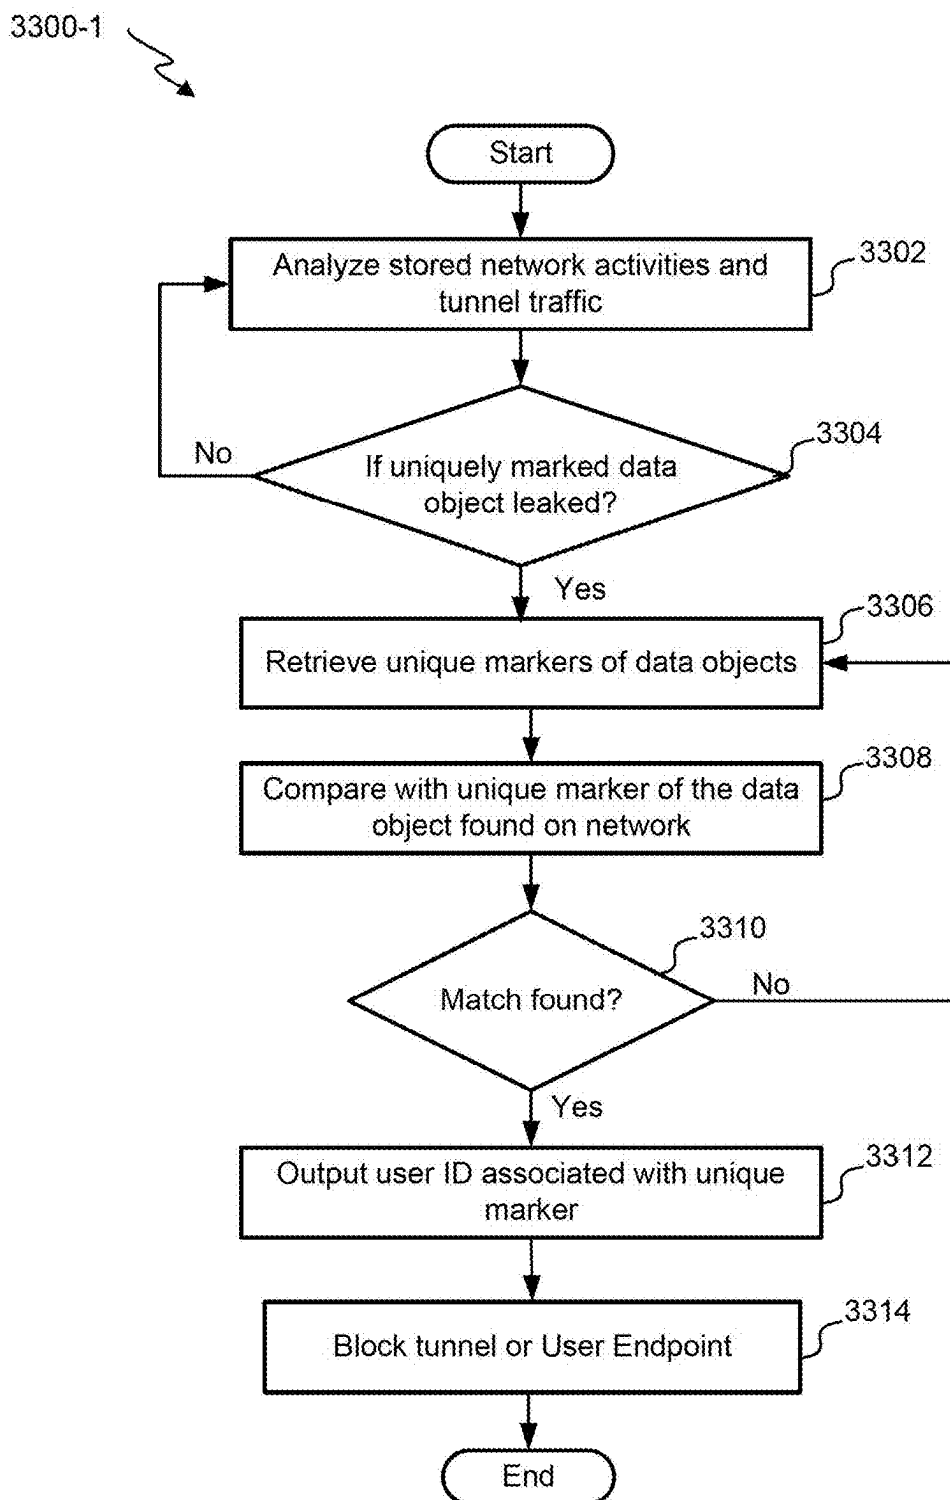 3300-1
Start
Analyze stored network activities and
tunnel traffic
3302
No
If uniquely marked data
object leaked?
3304
Yes
3306
Retrieve unique markers of data objects
3308
Compare with unique marker of the data
object found on network
3310
Match found?
No
Yes
3312
Output user ID associated with unique
marker
3314
Block tunnel or User Endpoint
End